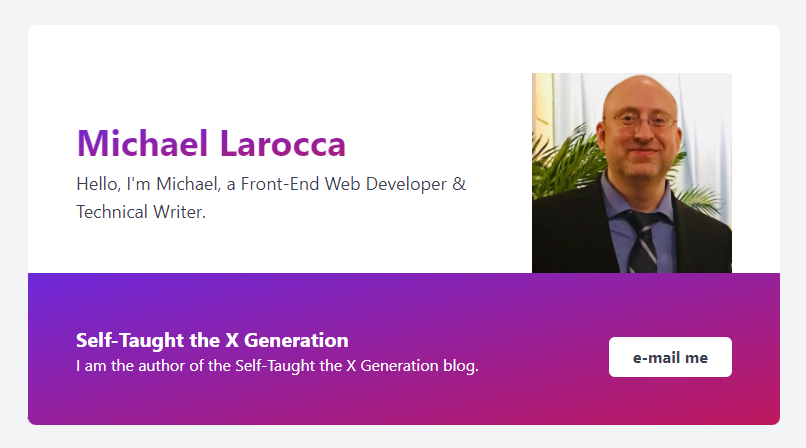 Michael Larocca
Hello, I'm Michael, a Front-End Web Developer &
Technical Writer.
Self-Taught the X Generation
I am the author of the Self-Taught the X Generation blog.
e-mail me